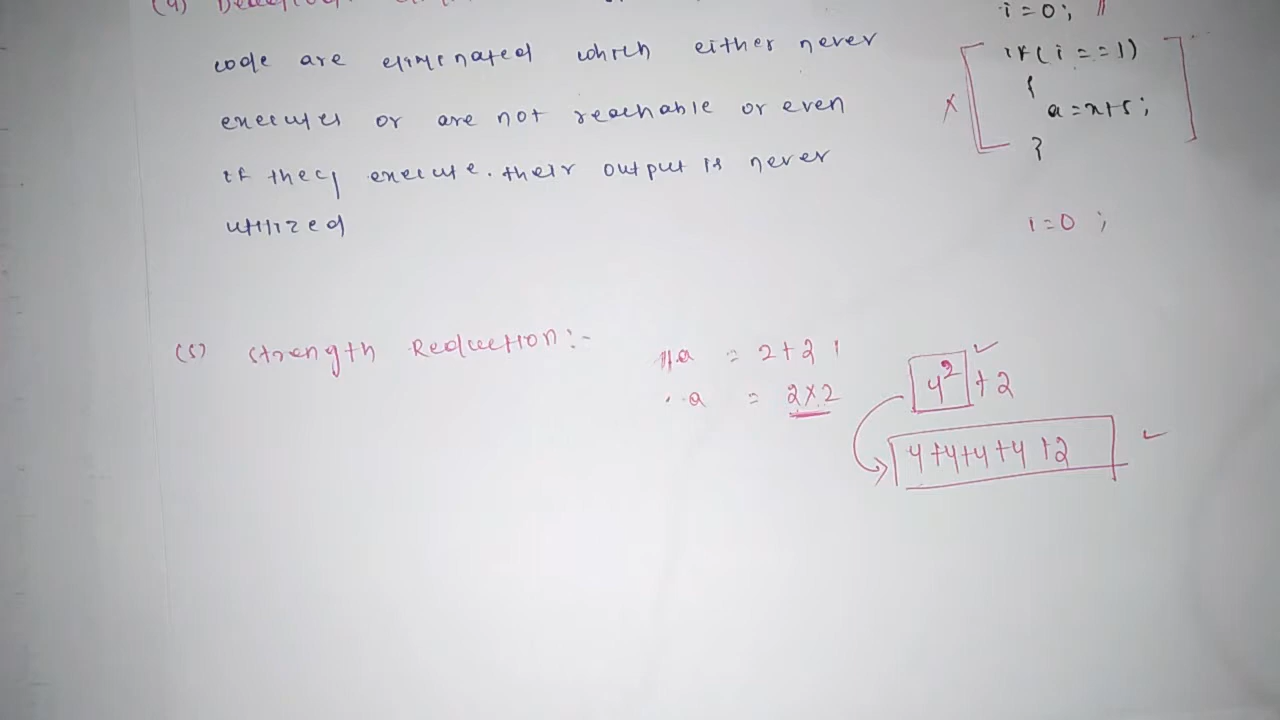 (4)
i=0;
code are eliminated which either never
if(i==1)
{
executes or are not reachable or even
a=x+5;
}
if they execute. their output is never
utilized
i=0 ;
(5) Strength Reduction:-
a = 2+2
4²+2
a = 2×2
4+4+4+4+2